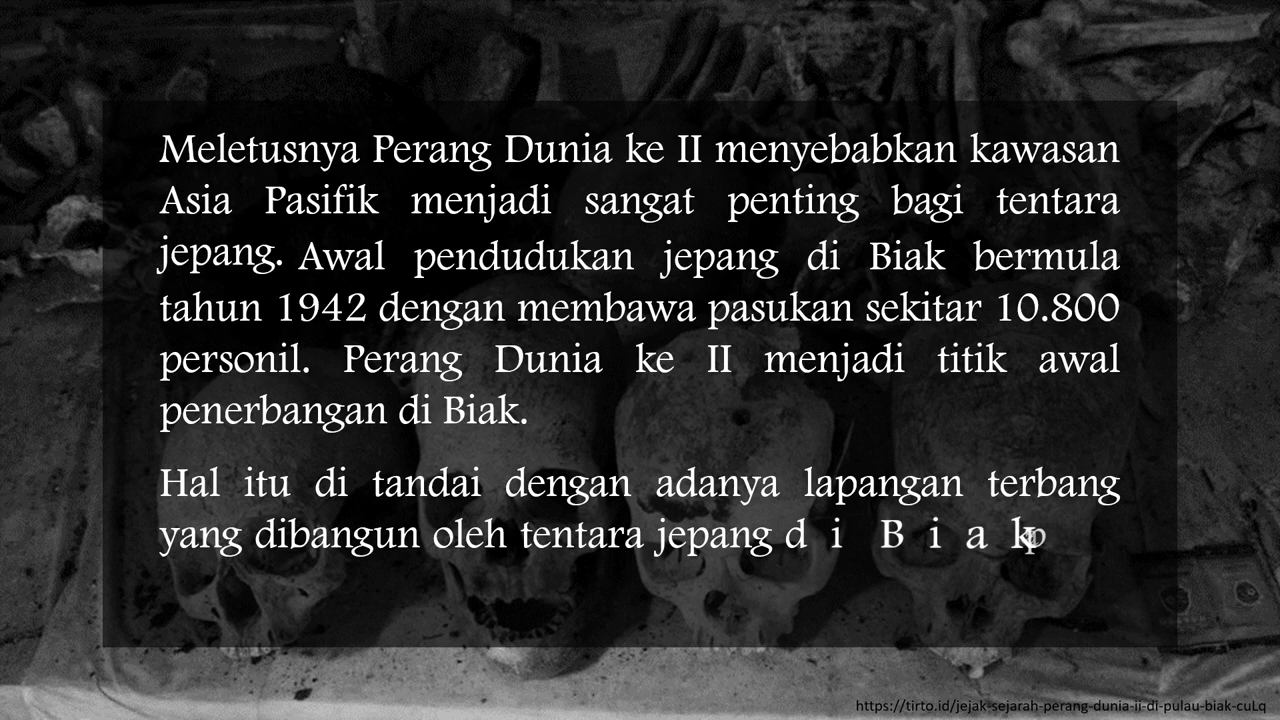 Meletusnya Perang Dunia ke II menyebabkan kawasan
Asia Pasifik menjadi sangat penting bagi tentara
jepang. Awal pendudukan jepang di Biak bermula
tahun 1942 dengan membawa pasukan sekitar 10.800
personil. Perang Dunia ke II menjadi titik awal
penerbangan di Biak.
Hal itu di tandai dengan adanya lapangan terbang
yang dibangun oleh tentara jepang di Biak
https://tirto.id/jejak-sejarah-perang-dunia-ii-di-pulau-biak-cuLq